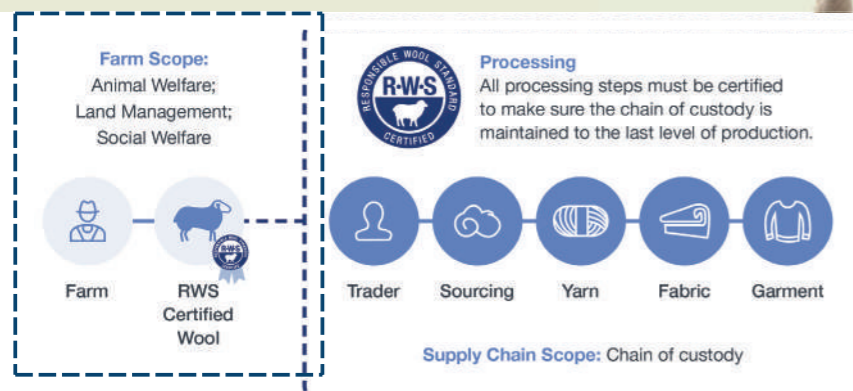 Farm Scope:
Animal Welfare;
Land Management;
Social Welfare
Farm
RWS
Certified
Wool
RESPONSIBLE WOOL STANDARD
R·W·S
CERTIFIED
Processing
All processing steps must be certified
to make sure the chain of custody is
maintained to the last level of production.
R·W·S
Trader
Sourcing
Yarn
Fabric
Garment
Supply Chain Scope: Chain of custody